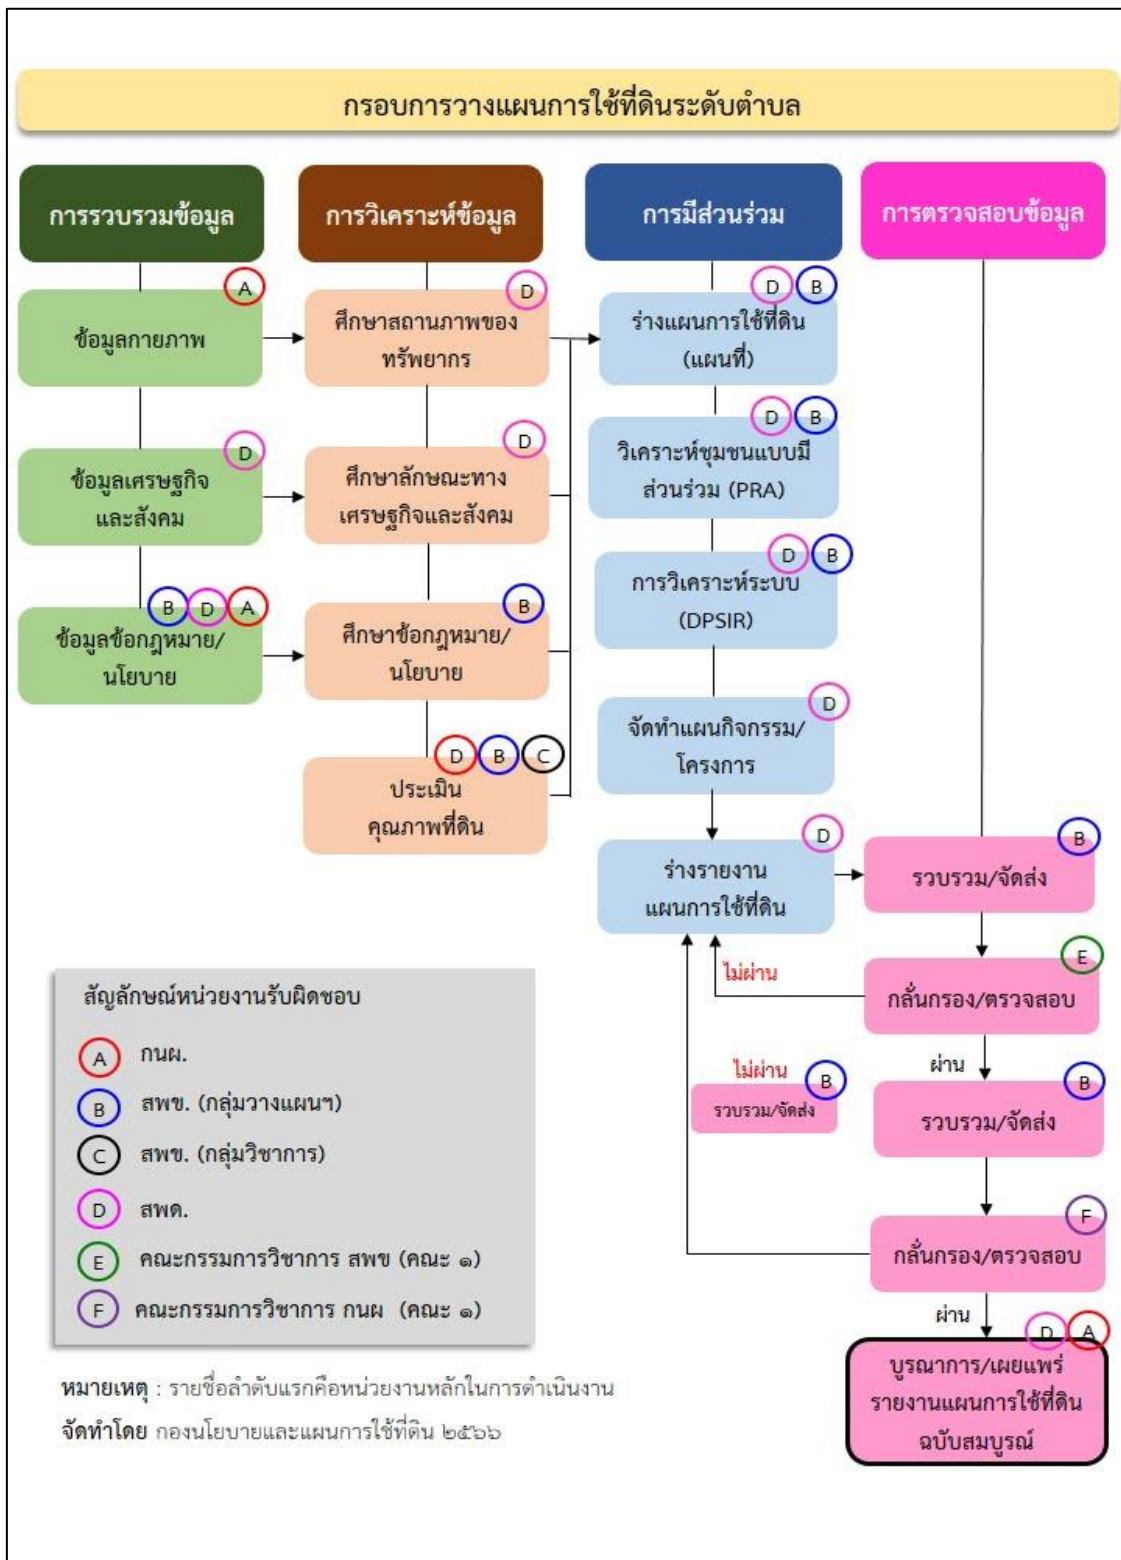 กรอบการวางแผนการใช้ที่ดินระดับตำบล
การรวบรวมข้อมูล
การวิเคราะห์ข้อมูล
การมีส่วนร่วม
การตรวจสอบข้อมูล
A
ข้อมูลกายภาพ
D
ข้อมูลเศรษฐกิจ
และสังคม
B D A
ข้อมูลข้อกฎหมาย/
นโยบาย
D
ศึกษาสถานภาพของ
ทรัพยากร
D
ศึกษาลักษณะทาง
เศรษฐกิจและสังคม
B
ศึกษาข้อกฎหมาย/
นโยบาย
D B C
ประเมิน
คุณภาพที่ดิน
D B
ร่างแผนการใช้ที่ดิน
(แผนที่)
D B
วิเคราะห์ชุมชนแบบมี
ส่วนร่วม (PRA)
D B
การวิเคราะห์ระบบ
(DPSIR)
D
จัดทำแผนกิจกรรม/
โครงการ
D
ร่างรายงาน
แผนการใช้ที่ดิน
B
รวบรวม/จัดส่ง
E
กลั่นกรอง/ตรวจสอบ
ไม่ผ่าน
ผ่าน
B
รวบรวม/จัดส่ง
ไม่ผ่าน
B
รวบรวม/จัดส่ง
F
กลั่นกรอง/ตรวจสอบ
ผ่าน
D A
บูรณาการ/เผยแพร่
รายงานแผนการใช้ที่ดิน
ฉบับสมบูรณ์
สัญลักษณ์หน่วยงานรับผิดชอบ
A กนผ.
B สพข. (กลุ่มวางแผนฯ)
C สพข. (กลุ่มวิชาการ)
D สพด.
E คณะกรรมการวิชาการ สพข (คณะ ๑)
F คณะกรรมการวิชาการ กนผ (คณะ ๑)
หมายเหตุ : รายชื่อลำดับแรกคือหน่วยงานหลักในการดำเนินงาน
จัดทำโดย กองนโยบายและแผนการใช้ที่ดิน ๒๕๖๖